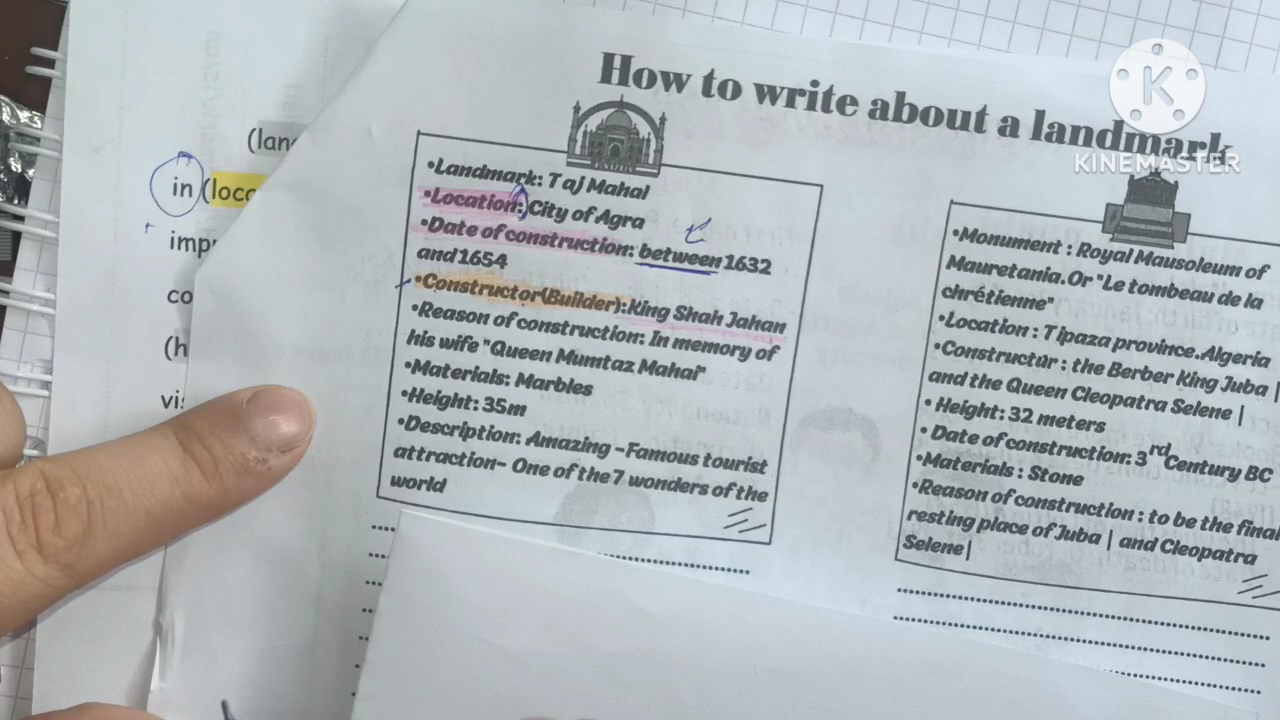 How to write about a landmark
KINEMASTER
(lan
in (loca
imp
co
(h
vis
•Landmark: Taj Mahal
•Location: City of Agra
•Date of construction: between 1632
and 1654
•Constructor(Builder):King Shah Jahan
•Reason of construction: In memory of
his wife "Queen Mumtaz Mahal"
•Materials: Marbles
•Height: 35m
•Description: Amazing -Famous tourist
attraction- One of the 7 wonders of the
world
•Monument : Royal Mausoleum of
Mauretania.Or "Le tombeau de la
chrétienne"
•Location : Tipaza province.Algeria
•Constructur : the Berber King Juba |
and the Queen Cleopatra Selene |
• Height: 32 meters
• Date of construction: 3rd Century BC
•Materials : Stone
•Reason of construction : to be the final
resting place of Juba | and Cleopatra
Selene|